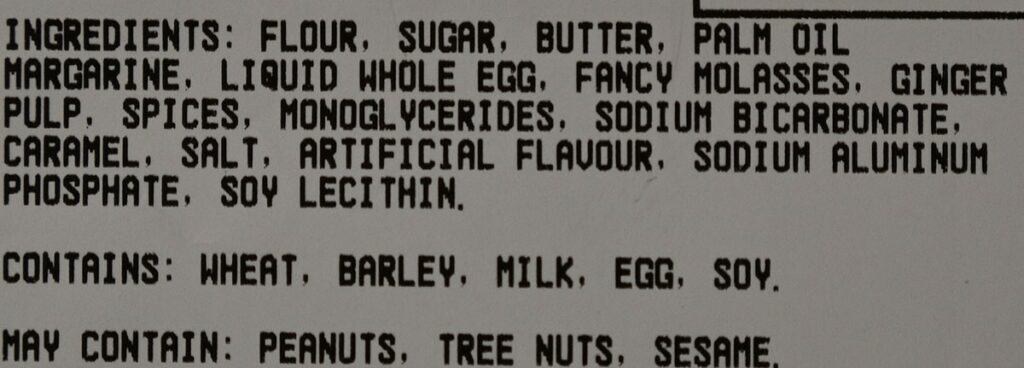 INGREDIENTS: FLOUR, SUGAR, BUTTER, PALM OIL
MARGARINE, LIQUID WHOLE EGG, FANCY MOLASSES, GINGER
PULP, SPICES, MONOGLYCERIDES, SODIUM BICARBONATE,
CARAMEL, SALT, ARTIFICIAL FLAVOUR, SODIUM ALUMINUM
PHOSPHATE, SOY LECITHIN.
CONTAINS: WHEAT, BARLEY, MILK, EGG, SOY.
MAY CONTAIN: PEANUTS, TREE NUTS, SESAME.